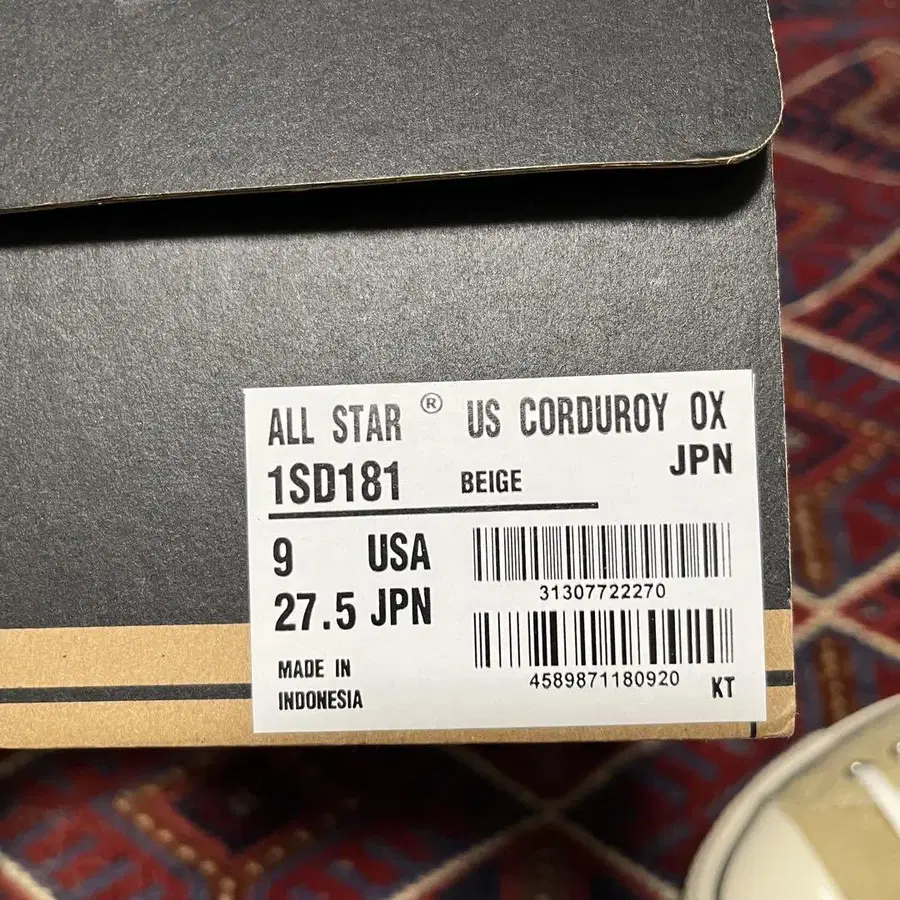 ALL STAR ® US CORDUROY OX
JPN
1SD181 BEIGE
9 USA
27.5 JPN
31307722270
4589871180920
MADE IN
INDONESIA
KT